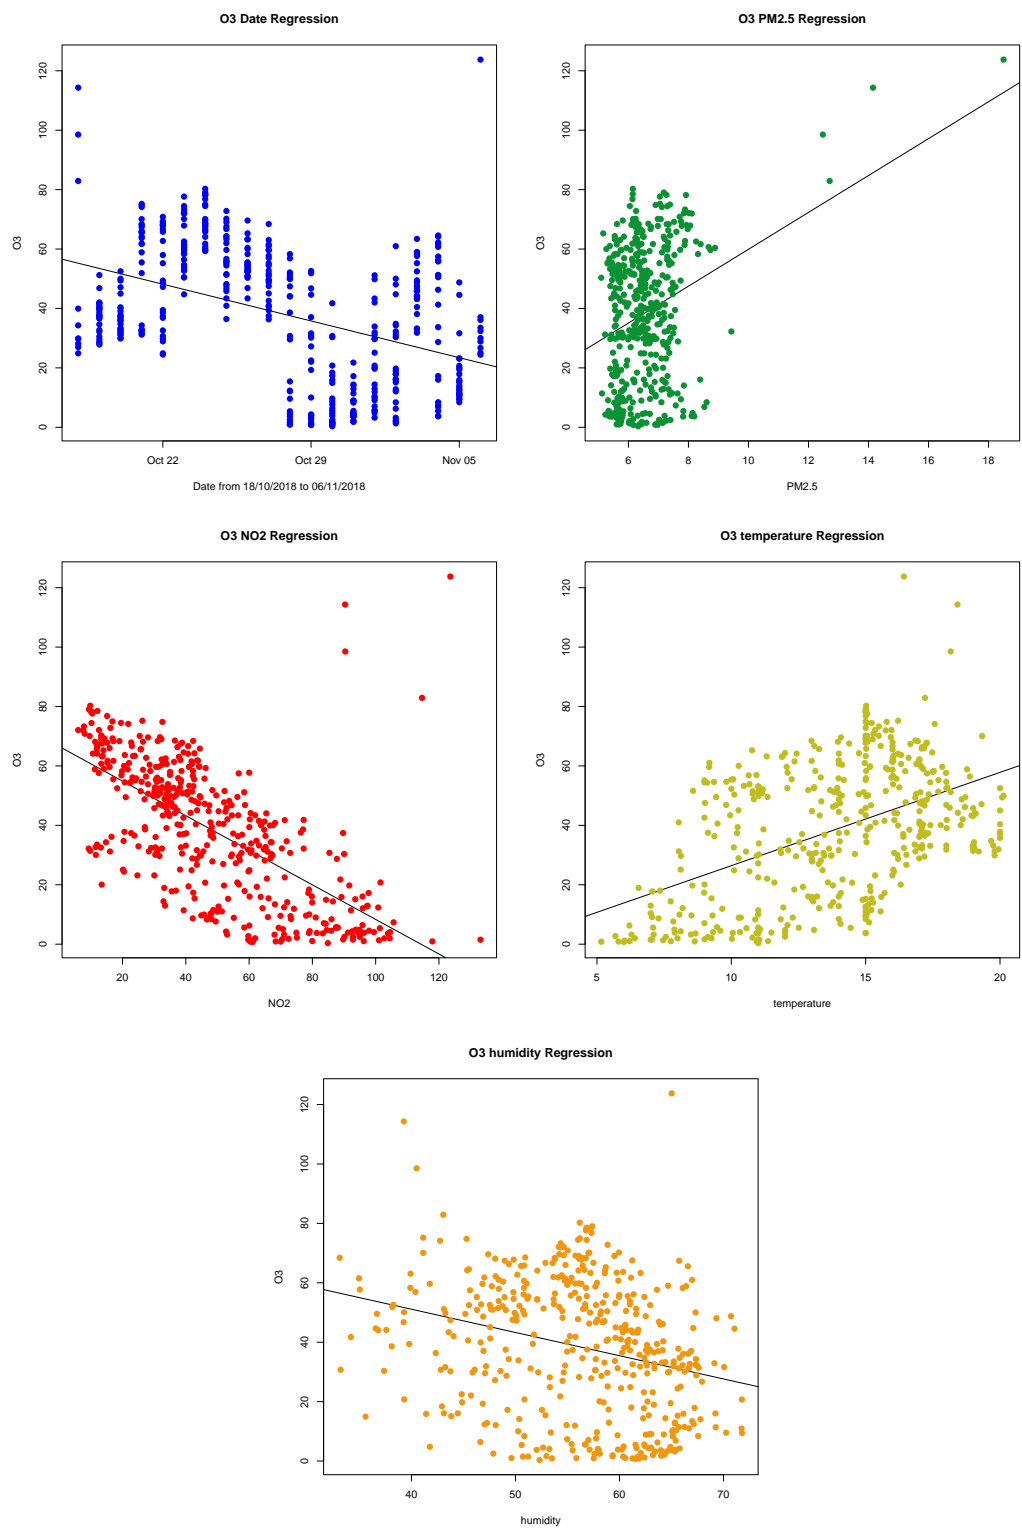 O3 Date Regression
O3
0 20 40 60 80 100 120
Oct 22 Oct 29 Nov 05
Date from 18/10/2018 to 06/11/2018
O3 PM2.5 Regression
O3
0 20 40 60 80 100 120
6 8 10 12 14 16 18
PM2.5
O3 NO2 Regression
O3
0 20 40 60 80 100 120
20 40 60 80 100 120
NO2
O3 temperature Regression
O3
0 20 40 60 80 100 120
5 10 15 20
temperature
O3 humidity Regression
O3
0 20 40 60 80 100 120
40 50 60 70
humidity